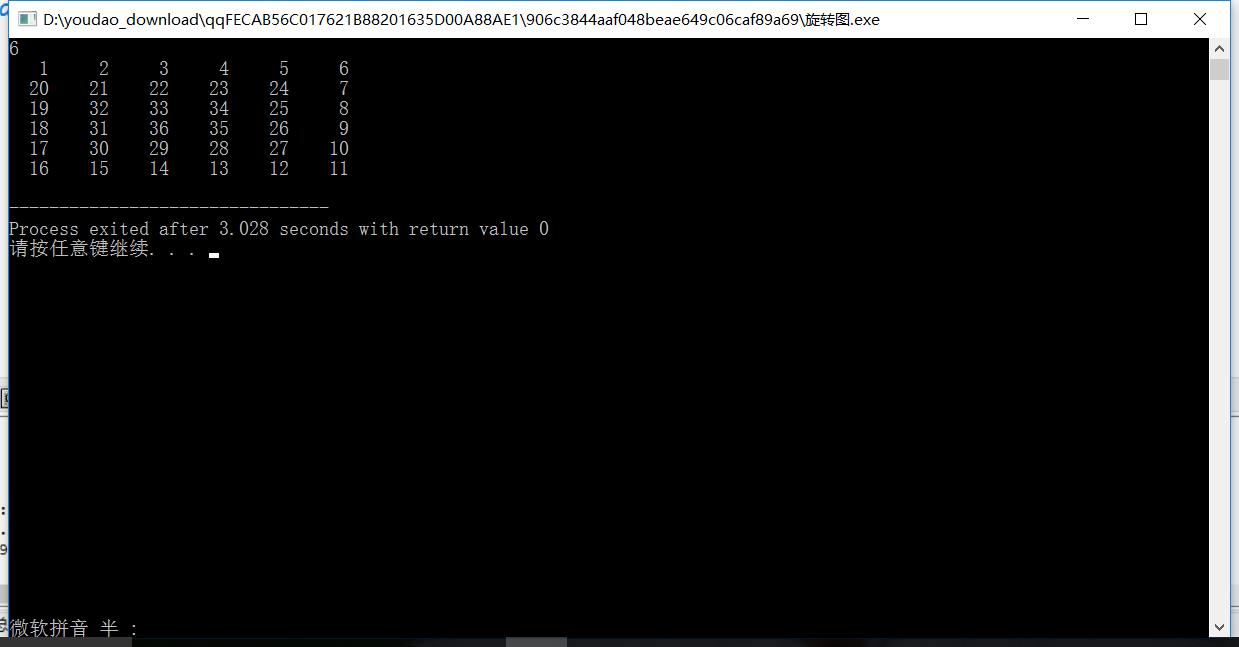 D:\youdao_download\qqFECAB56C017621B88201635D00A88AE1\906c3844aaf048beae649c06caf89a69\旋转图.exe
6
1 2 3 4 5 6
20 21 22 23 24 7
19 32 33 34 25 8
18 31 36 35 26 9
17 30 29 28 27 10
16 15 14 13 12 11
--------------------------------
Process exited after 3.028 seconds with return value 0
请按任意键继续. . .
微软拼音 半 :